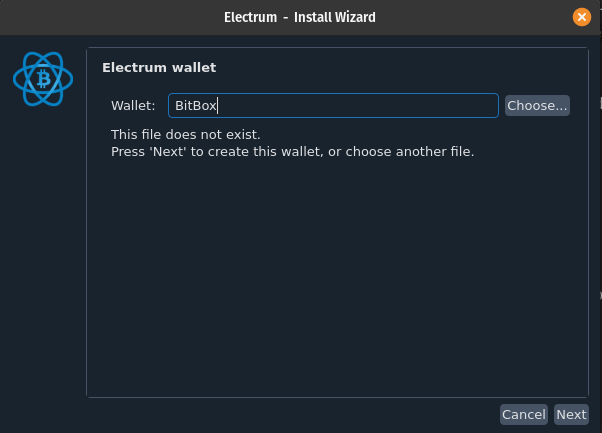 Electrum - Install Wizard
Electrum wallet
Wallet: BitBox Choose...
This file does not exist.
Press 'Next' to create this wallet, or choose another file.
Cancel Next